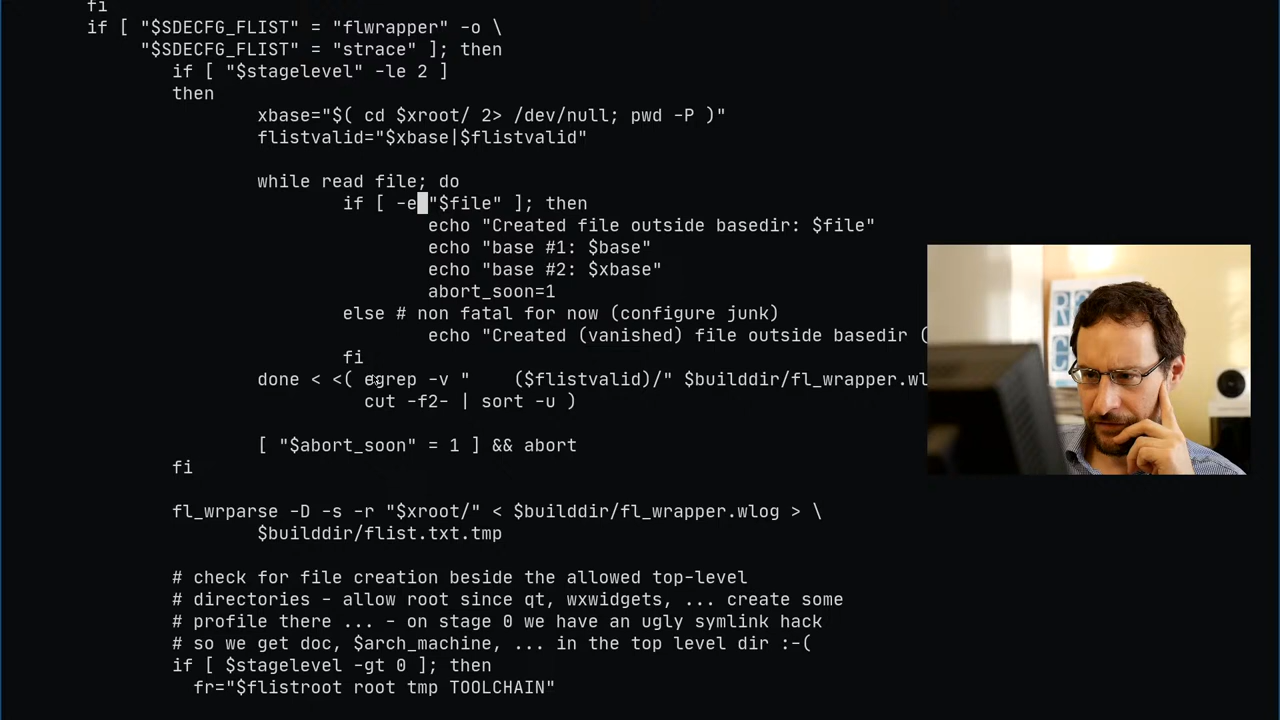 fi
if [ "$SDECFG_FLIST" = "flwrapper" -o \
"$SDECFG_FLIST" = "strace" ]; then
if [ "$stagelevel" -le 2 ]
then
xbase="$( cd $xroot/ 2> /dev/null; pwd -P )"
flistvalid="$xbase|$flistvalid"
while read file; do
if [ -e "$file" ]; then
echo "Created file outside basedir: $file"
echo "base #1: $base"
echo "base #2: $xbase"
abort_soon=1
else # non fatal for now (configure junk)
echo "Created (vanished) file outside basedir (
fi
done < <( egrep -v "    ($flistvalid)/" $builddir/fl_wrapper.wl
cut -f2- | sort -u )
[ "$abort_soon" = 1 ] && abort
fi
fl_wrparse -D -s -r "$xroot/" < $builddir/fl_wrapper.wlog > \
$builddir/flist.txt.tmp
# check for file creation beside the allowed top-level
# directories - allow root since qt, wxwidgets, ... create some
# profile there ... - on stage 0 we have an ugly symlink hack
# so we get doc, $arch_machine, ... in the top level dir :-(
if [ $stagelevel -gt 0 ]; then
fr="$flistroot root tmp TOOLCHAIN"